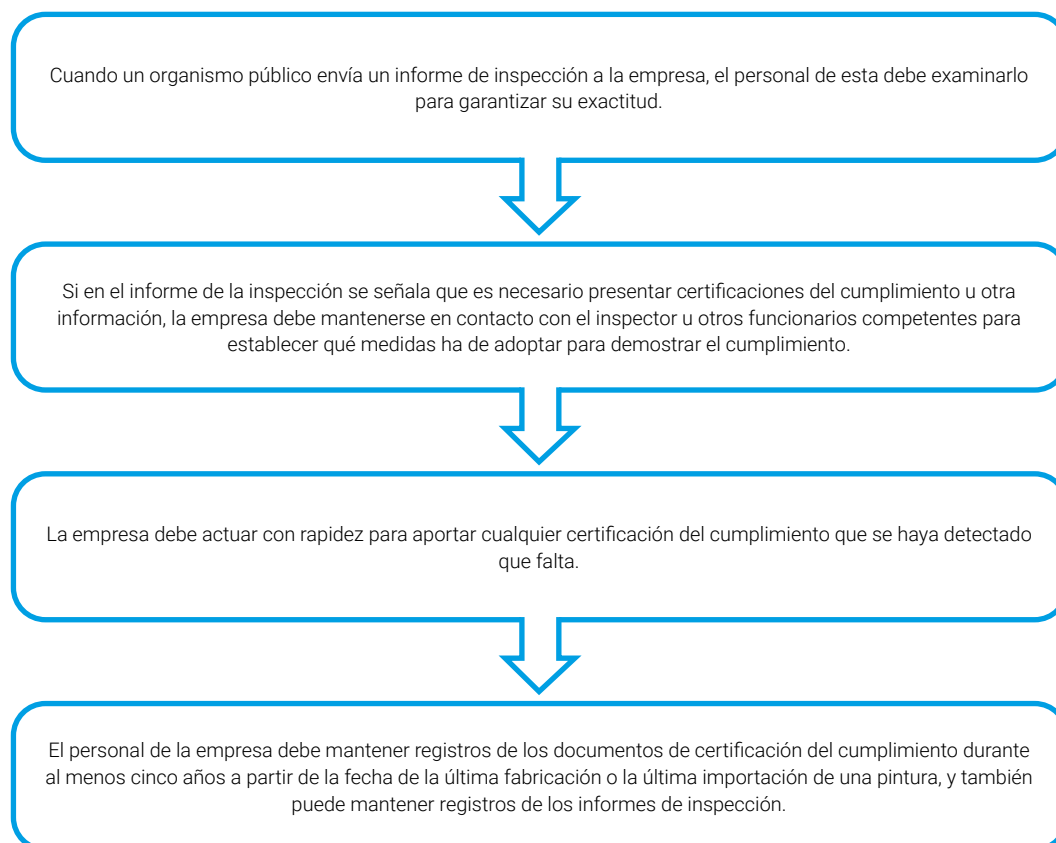 Cuando un organismo público envía un informe de inspección a la empresa, el personal de esta debe examinarlo
para garantizar su exactitud.
Si en el informe de la inspección se señala que es necesario presentar certificaciones del cumplimiento u otra
información, la empresa debe mantenerse en contacto con el inspector u otros funcionarios competentes para
establecer qué medidas ha de adoptar para demostrar el cumplimiento.
La empresa debe actuar con rapidez para aportar cualquier certificación del cumplimiento que se haya detectado
que falta.
El personal de la empresa debe mantener registros de los documentos de certificación del cumplimiento durante
al menos cinco años a partir de la fecha de la última fabricación o la última importación de una pintura, y también
puede mantener registros de los informes de inspección.